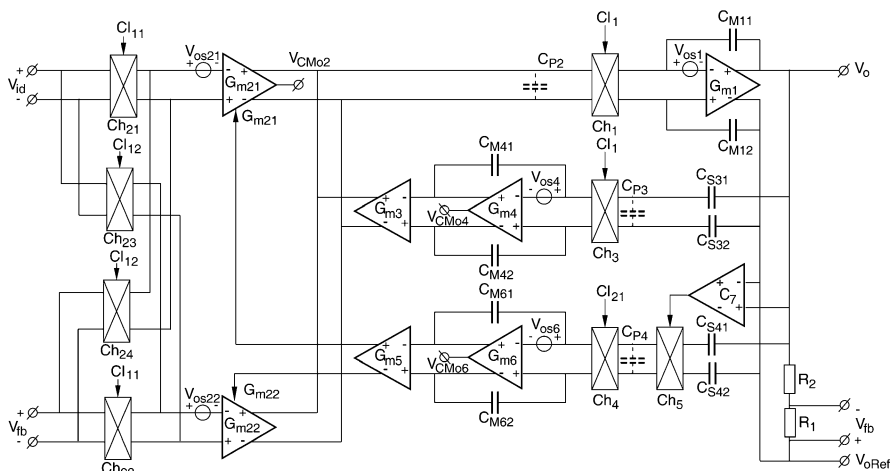 Cl11
Vos21
+ -
VCMo2
CP2
Cl1
CM11
Vos1
+ -
+
Vid
-
- +
Gm21
+ -
- +
Gm1
+ -
Vo
Ch21
Gm21
Ch1
CM12
Cl12
Cl1
CM41
Vos4
- +
CP3
CS31
Gm3
+ -
- +
VCMo4
Gm4
+ -
- +
Ch23
Ch3
CS32
CM42
Cl12
Cl21
CM61
Vos6
- +
CP4
C7
+ -
- +
CS41
Ch24
Gm5
+ -
- +
VCMo6
Gm6
+ -
- +
Cl11
Gm22
Ch4
Ch5
CS42
CM62
R2
Vos22
+ -
+
Vfb
-
- +
Gm22
+ -
R1
-
Vfb
+
VoRef